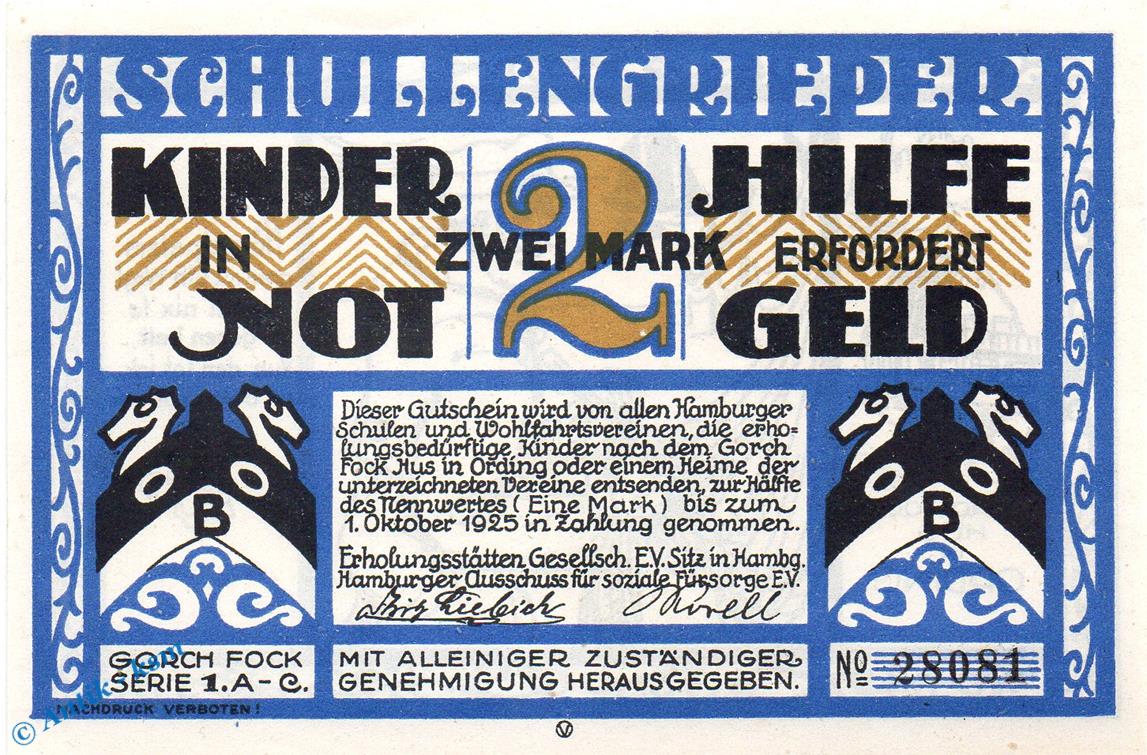 SCHULLENGRIEPER
KINDER
IN
NOT
2
ZWEI MARK
HILFE
ERFORDERT
GELD
Dieser Gutschein wird von allen Hamburger
Schulen und Wohlfahrtsvereinen, die erho=
lungsbedürftige Kinder nach dem Gorch
Fock Hus in Ording oder einem Heime der
unterzeichneten Vereine entsenden, zur Hälfte
des Nennwertes (Eine Mark) bis zum
1. Oktober 1925 in Zahlung genommen.
Erholungsstätten Gesellsch. E.V. Sitz in Hambg.
Hamburger Ausschuss für soziale Fürsorge E.V.
B
B
GORCH FOCK
SERIE 1. A-C.
MIT ALLEINIGER ZUSTÄNDIGER
GENEHMIGUNG HERAUSGEGEBEN.
No 28081
NACHDRUCK VERBOTEN!
V